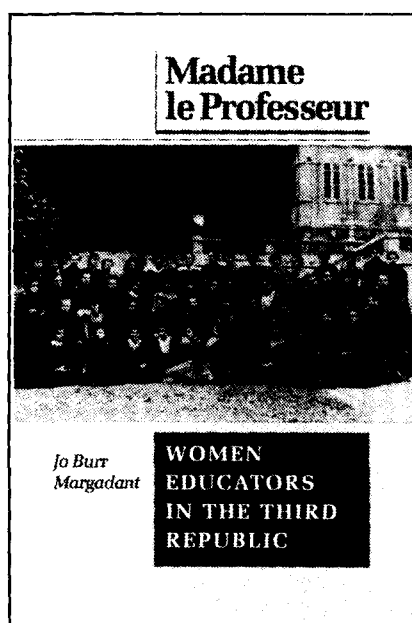 Madame
le Professeur
Jo Burr
Margadant
WOMEN
EDUCATORS
IN THE THIRD
REPUBLIC